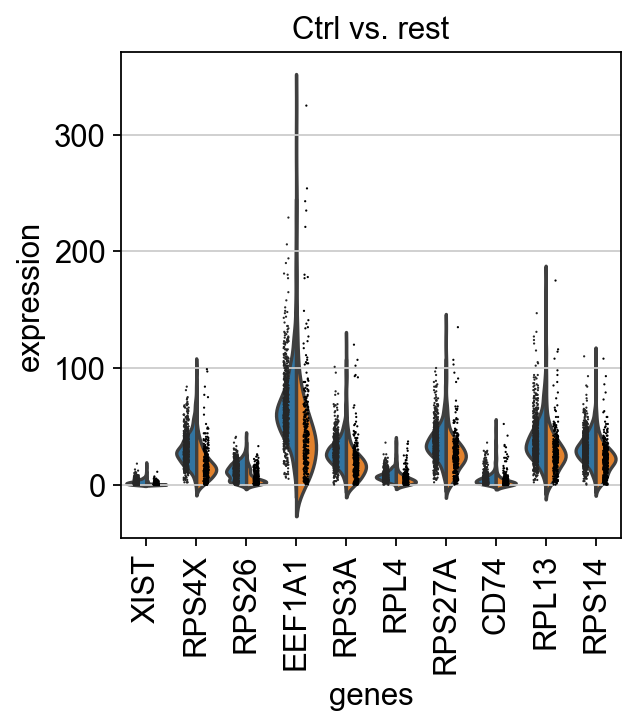 Ctrl vs. rest
expression
300
200
100
0
XIST
RPS4X
RPS26
EEF1A1
RPS3A
RPL4
RPS27A
CD74
RPL13
RPS14
genes